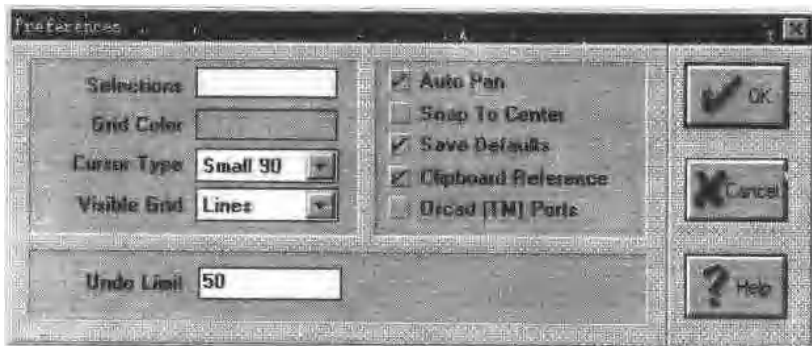 Preferences
Selections
Grid Color
Cursor Type Small 90
Visible Grid Lines
Undo Limit 50
Auto Pan
Snap To Center
Save Defaults
Clipboard Reference
Orcad [TM] Ports
OK
Cancel
Help